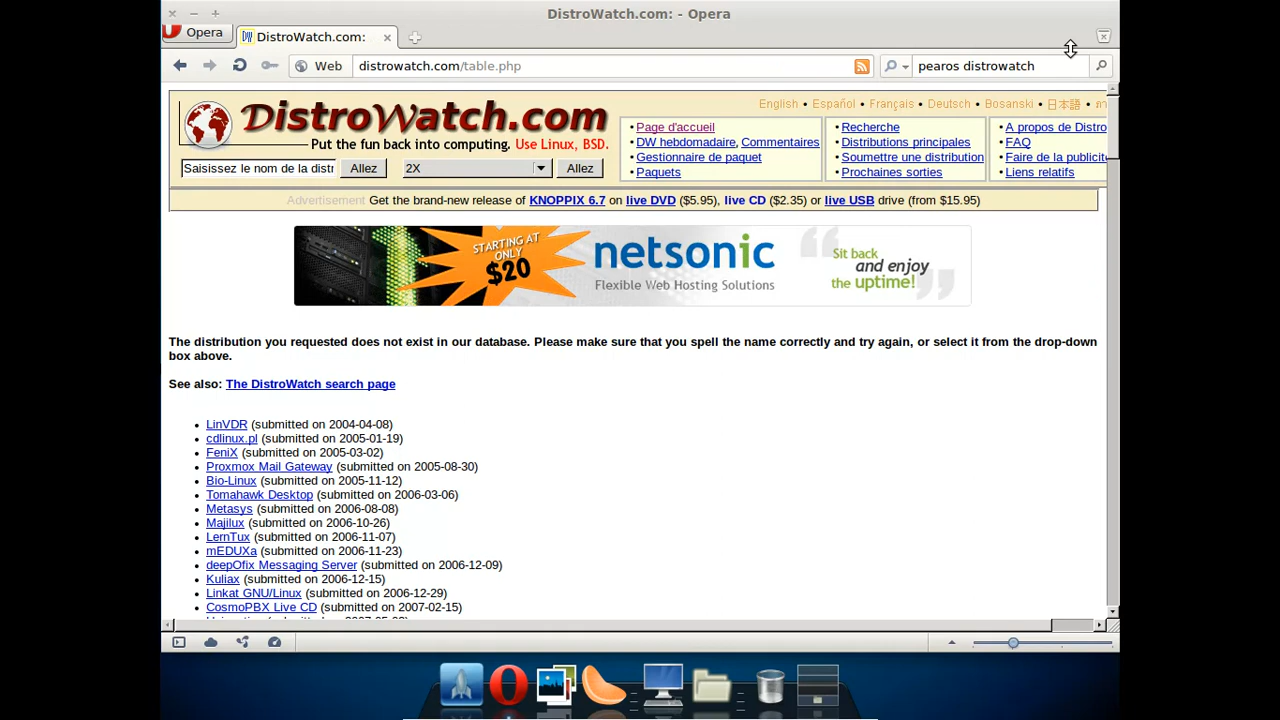 DistroWatch.com: - Opera
Opera
DistroWatch.com:
Web
distrowatch.com/table.php
pearos distrowatch
DistroWatch.com
Put the fun back into computing. Use Linux, BSD.
English • Español • Français • Deutsch • Bosanski • 日本語 •
Saisissez le nom de la distr
Allez
2X
Allez
• Page d'accueil
• DW hebdomadaire, Commentaires
• Gestionnaire de paquet
• Paquets
• Recherche
• Distributions principales
• Soumettre une distribution
• Prochaines sorties
• A propos de Distro
• FAQ
• Faire de la publicité
• Liens relatifs
Advertisement Get the brand-new release of KNOPPIX 6.7 on live DVD ($5.95), live CD ($2.35) or live USB drive (from $15.95)
STARTING AT
ONLY
$20
netsonic
Flexible Web Hosting Solutions
Sit back
and enjoy
the uptime!
The distribution you requested does not exist in our database. Please make sure that you spell the name correctly and try again, or select it from the drop-down
box above.
See also: The DistroWatch search page
• LinVDR (submitted on 2004-04-08)
• cdlinux.pl (submitted on 2005-01-19)
• FeniX (submitted on 2005-03-02)
• Proxmox Mail Gateway (submitted on 2005-08-30)
• Bio-Linux (submitted on 2005-11-12)
• Tomahawk Desktop (submitted on 2006-03-06)
• Metasys (submitted on 2006-08-08)
• Majilux (submitted on 2006-10-26)
• LernTux (submitted on 2006-11-07)
• mEDUXa (submitted on 2006-11-23)
• deepOfix Messaging Server (submitted on 2006-12-09)
• Kuliax (submitted on 2006-12-15)
• Linkat GNU/Linux (submitted on 2006-12-29)
• CosmoPBX Live CD (submitted on 2007-02-15)